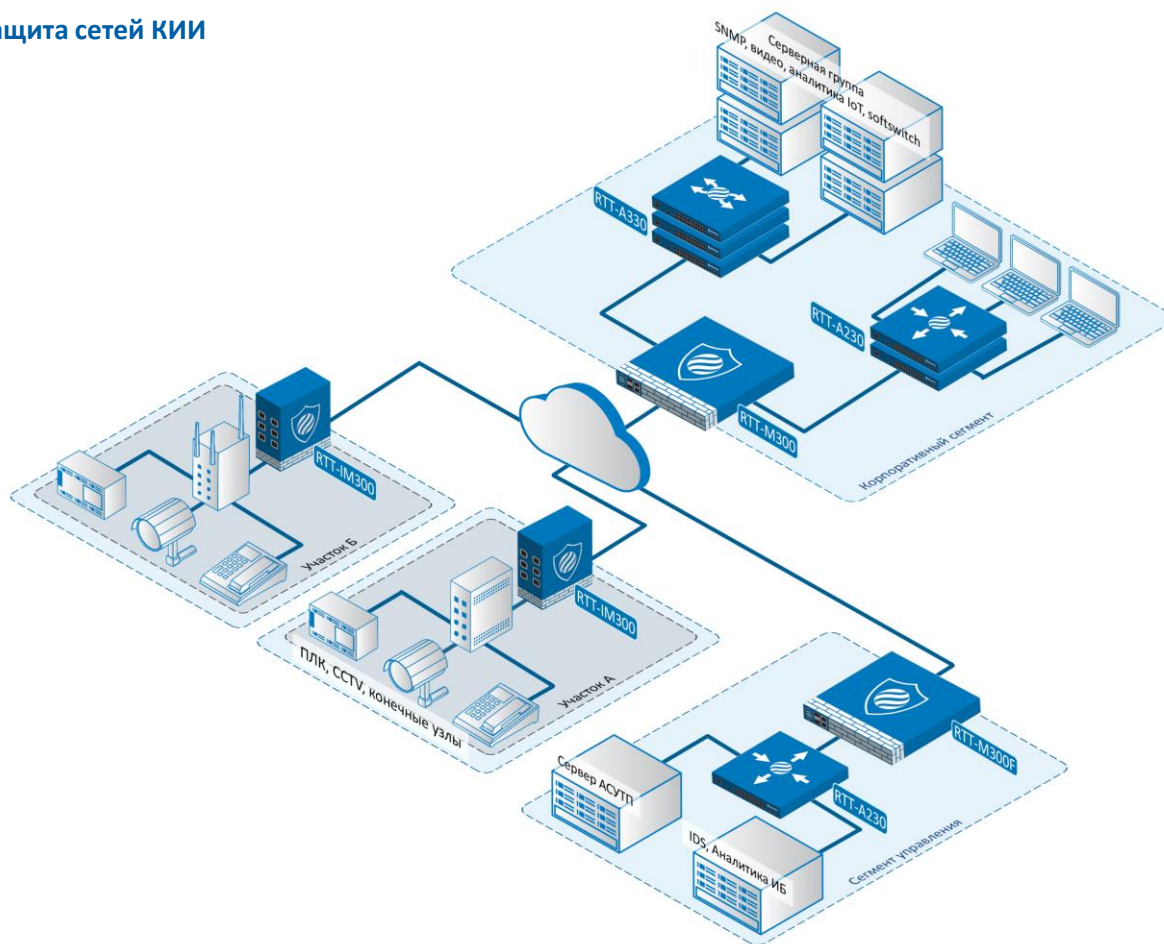 ащита сетей КИИ
Серверная группа
SNMP, видео, аналитика IoT, softswitch
RTT-A330
RTT-A230
RTT-M300
Корпоративный сегмент
RTT-IM300
Участок Б
RTT-IM300
ПЛК, CCTV, конечные узлы
Участок А
RTT-M300F
Сервер АСУТП
RTT-A230
IDS, Аналитика ИБ
Сегмент управления